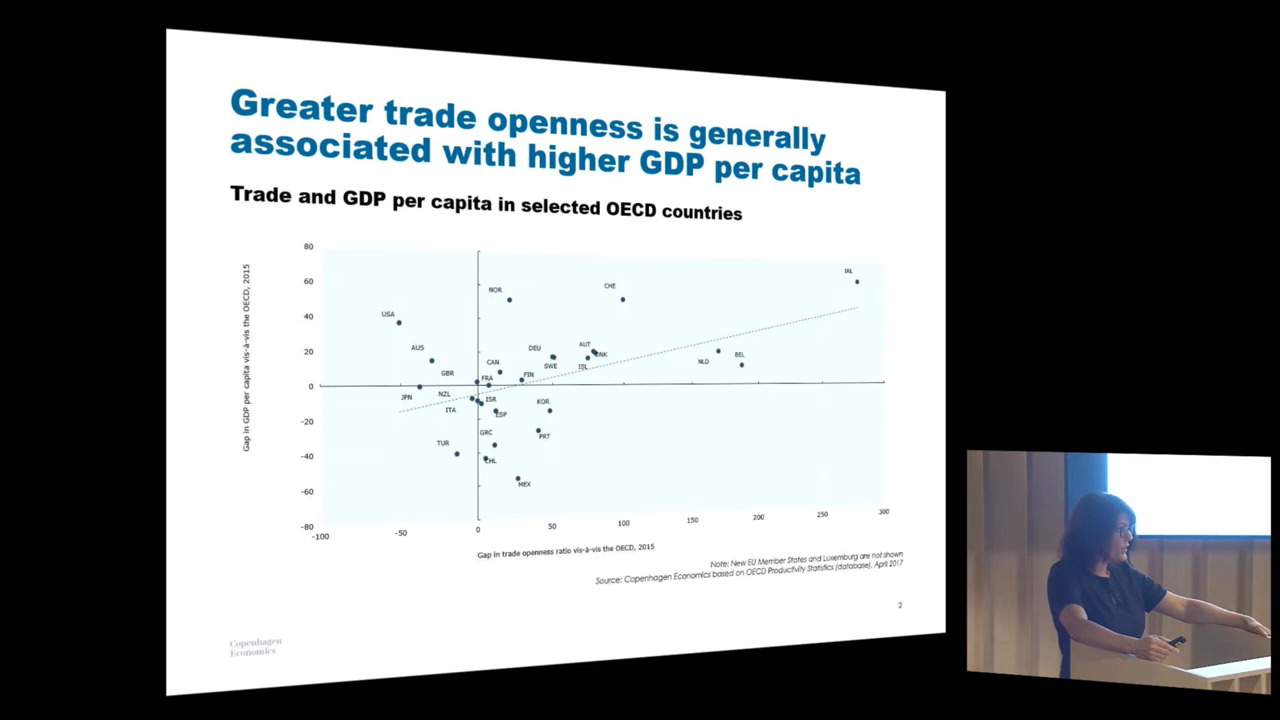 Greater trade openness is generally
associated with higher GDP per capita
Trade and GDP per capita in selected OECD countries
Gap in GDP per capita vis-à-vis the OECD, 2015
80
60
40
20
0
-20
-40
-60
-80
IRL
NOR
CHE
USA
AUS
DEU
AUT
DNK
SWE
ISL
NLD
BEL
CAN
GBR
FRA
FIN
JPN
NZL
ISR
ITA
ESP
KOR
GRC
PRT
TUR
CHL
MEX
-100
-50
0
50
100
150
200
250
300
Gap in trade openness ratio vis-à-vis the OECD, 2015
Note: New EU Member States and Luxemburg are not shown
Source: Copenhagen Economics based on OECD Productivity Statistics (database), April 2017
2
Copenhagen
Economics